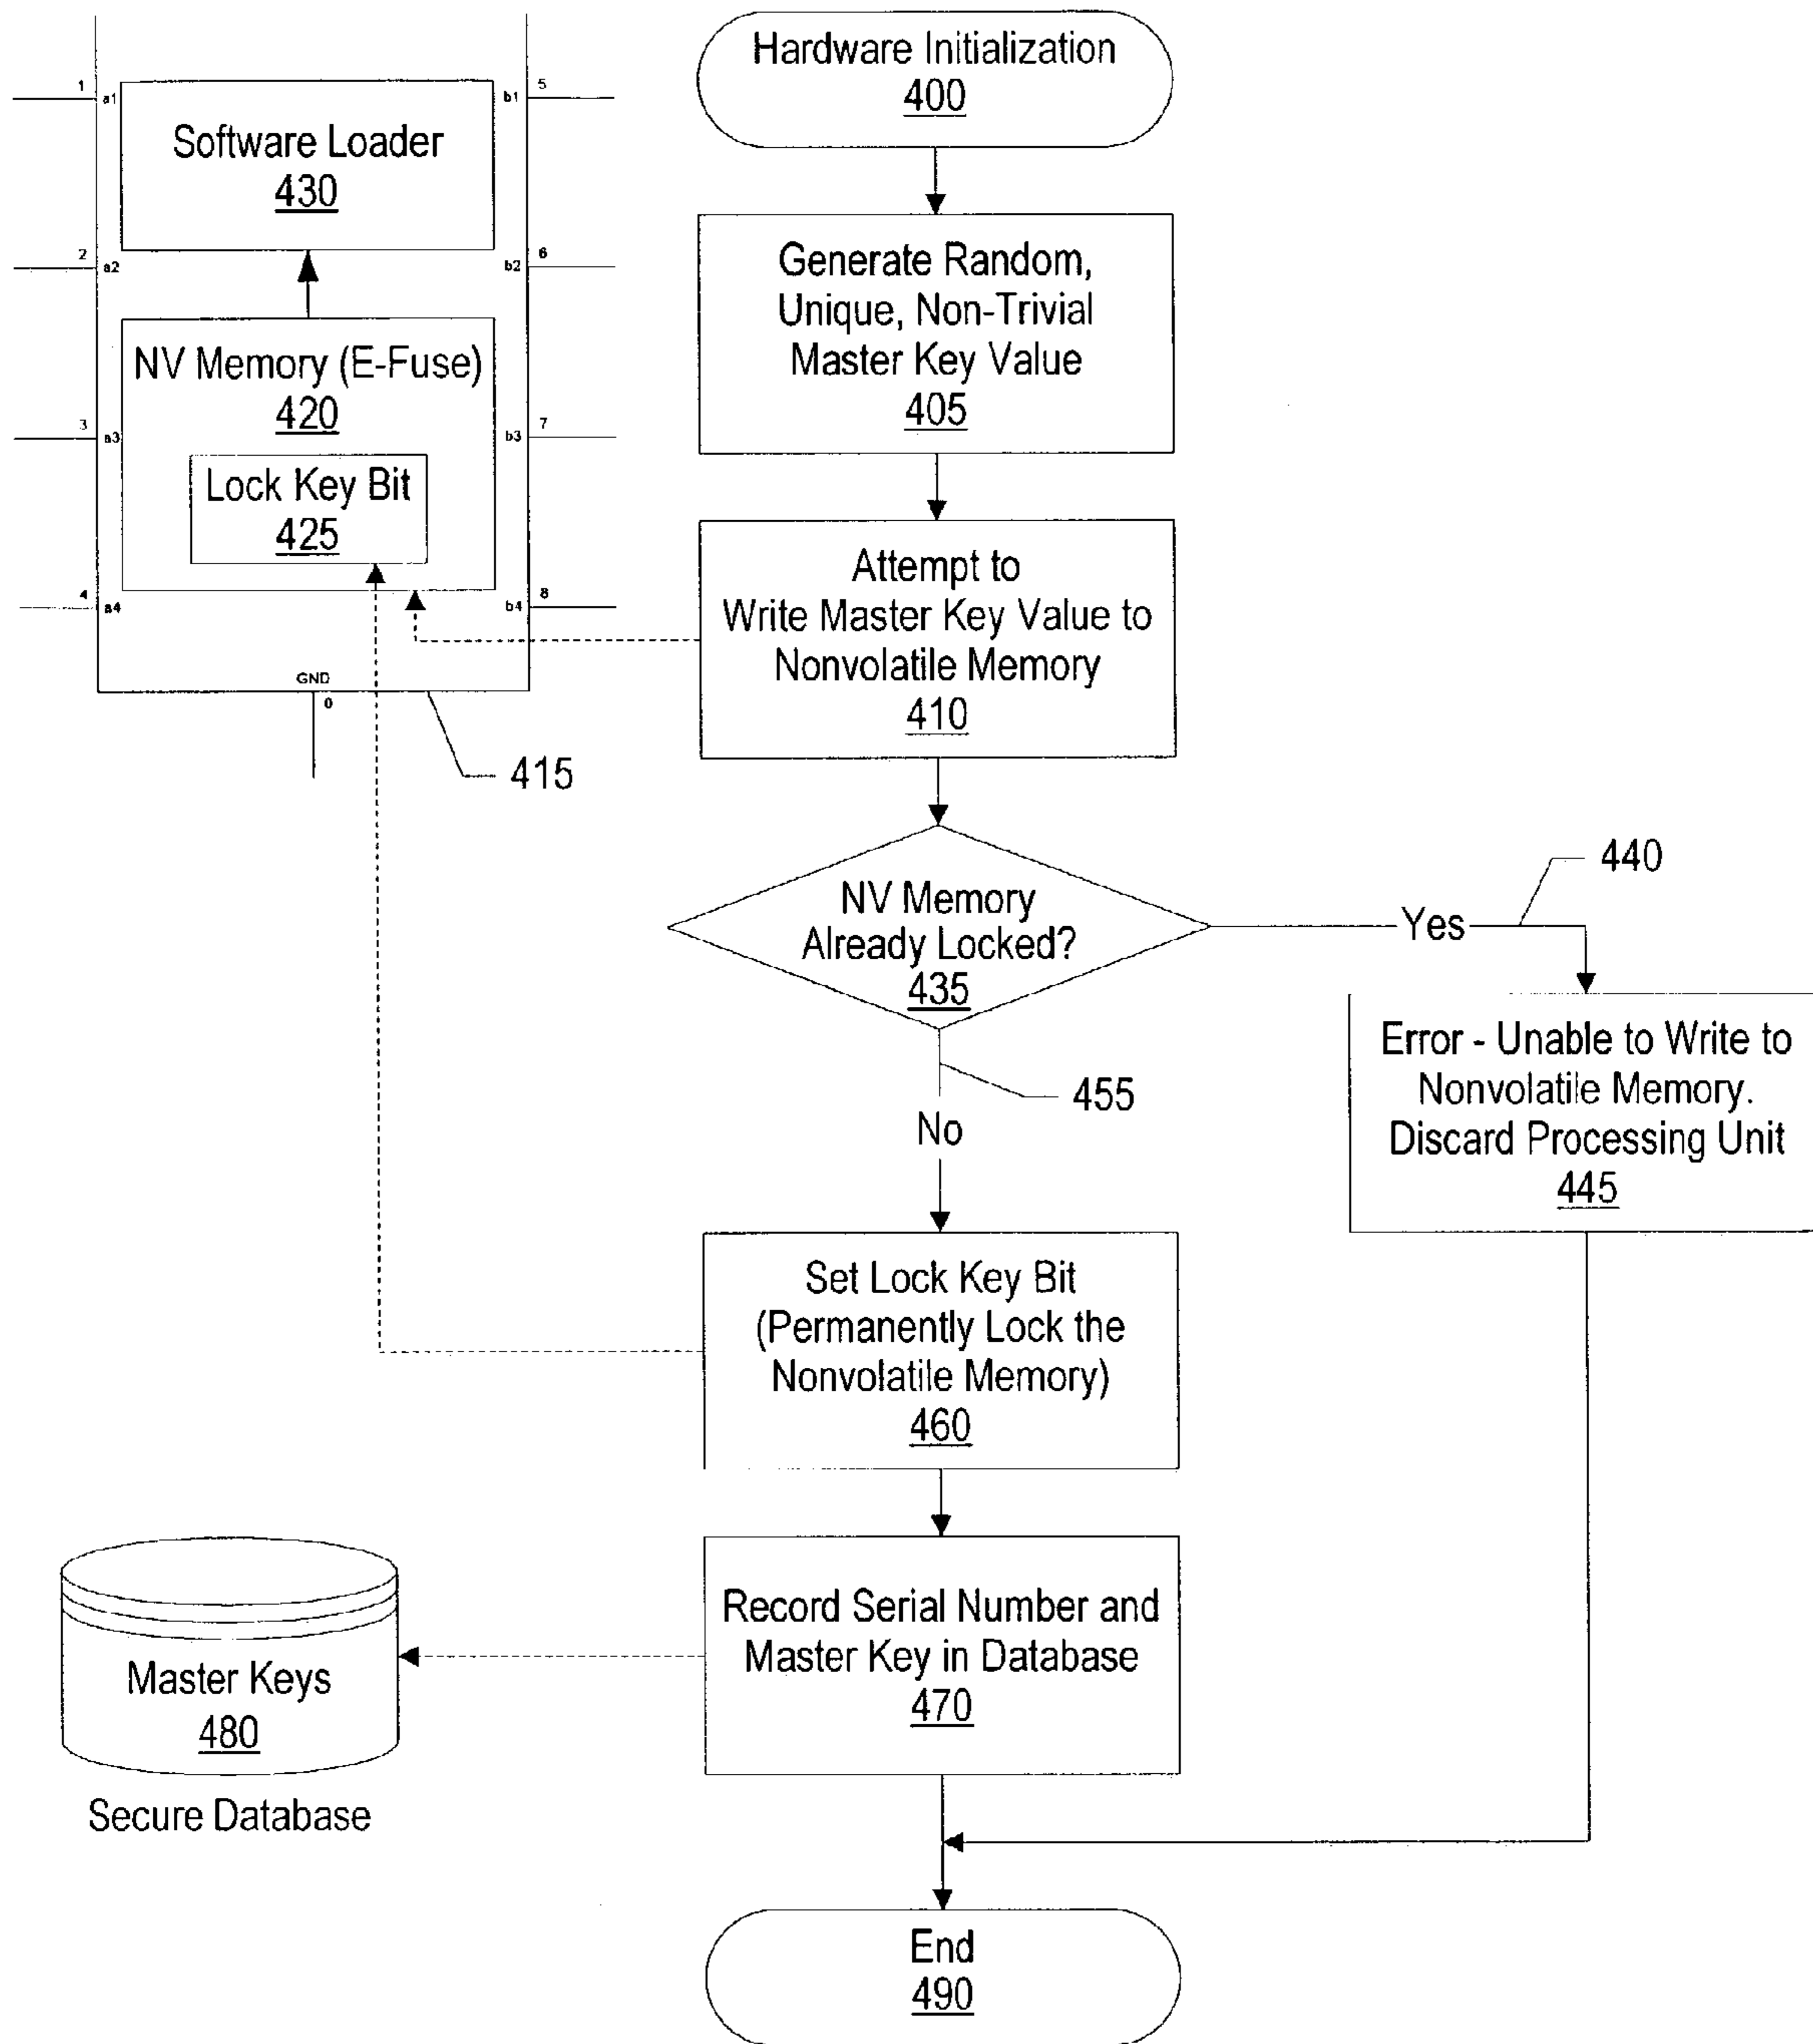 Hardware Initialization
400
1
a1
b1
5
Software Loader
430
2
a2
b2
6
NV Memory (E-Fuse)
420
3
a3
b3
7
Lock Key Bit
425
4
a4
b4
8
GND
0
415
Generate Random,
Unique, Non-Trivial
Master Key Value
405
Attempt to
Write Master Key Value to
Nonvolatile Memory
410
NV Memory
Already Locked?
435
Yes
440
Error - Unable to Write to
Nonvolatile Memory.
Discard Processing Unit
445
455
No
Set Lock Key Bit
(Permanently Lock the
Nonvolatile Memory)
460
Record Serial Number and
Master Key in Database
470
Master Keys
480
Secure Database
End
490